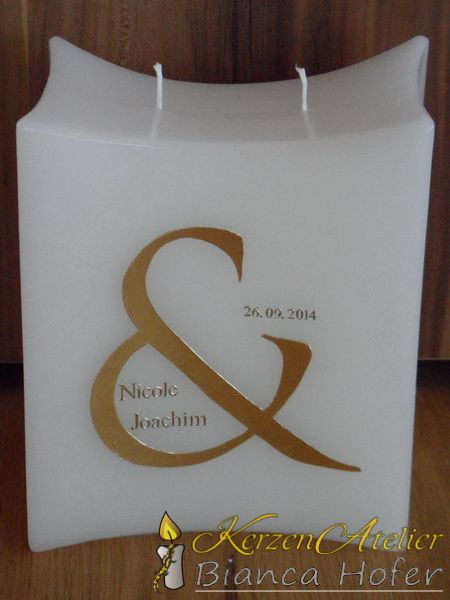 &
26.09.2014
Nicole
Joachim
KerzenAtelier
Bianca Hofer